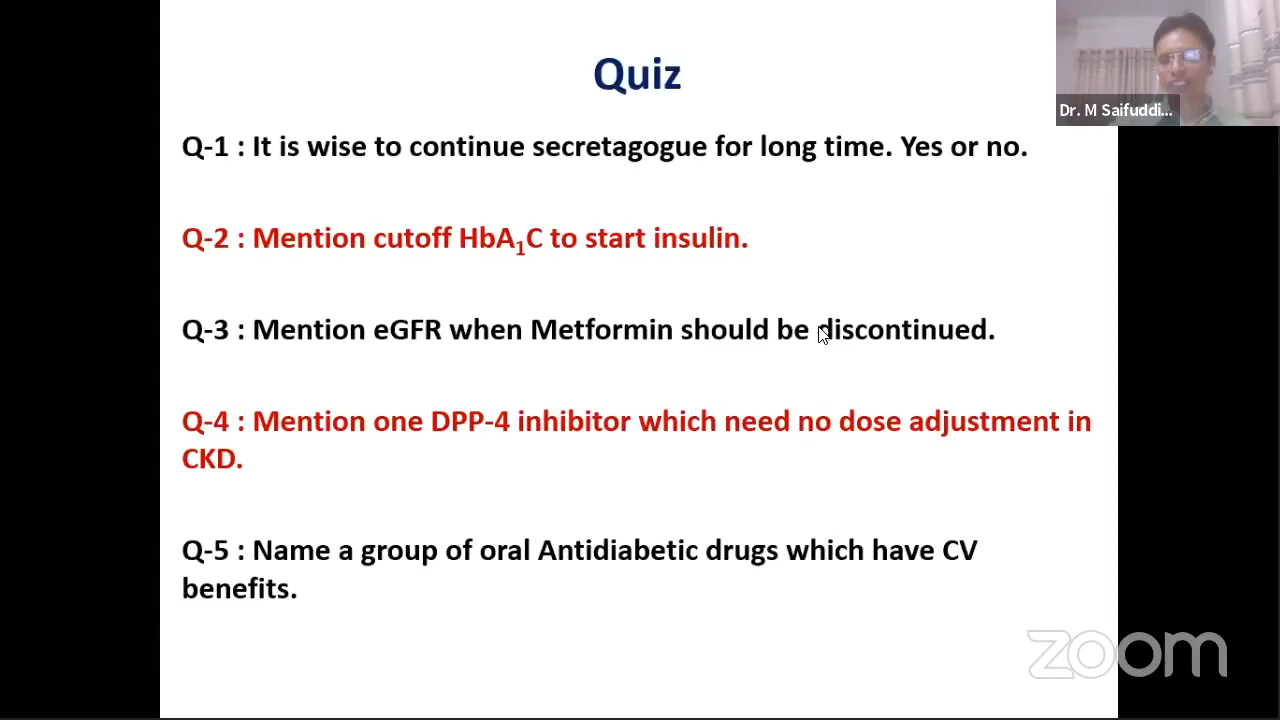 Quiz
Dr. M Saifuddi...
Q-1 : It is wise to continue secretagogue for long time. Yes or no.
Q-2 : Mention cutoff HbA₁C to start insulin.
Q-3 : Mention eGFR when Metformin should be discontinued.
Q-4 : Mention one DPP-4 inhibitor which need no dose adjustment in
CKD.
Q-5 : Name a group of oral Antidiabetic drugs which have CV
benefits.
zoom